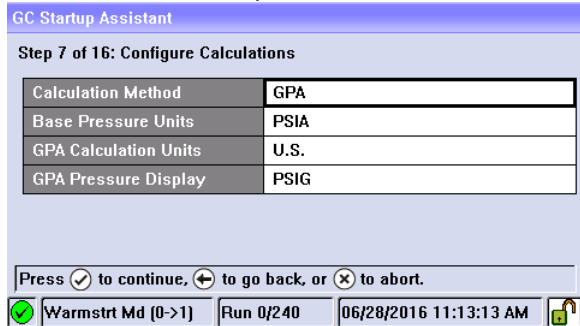 GC Startup Assistant
Step 7 of 16: Configure Calculations
Calculation Method GPA
Base Pressure Units PSIA
GPA Calculation Units U.S.
GPA Pressure Display PSIG
Press to continue, to go back, or to abort.
Warmstrt Md (0->1) Run 0/240 06/28/2016 11:13:13 AM